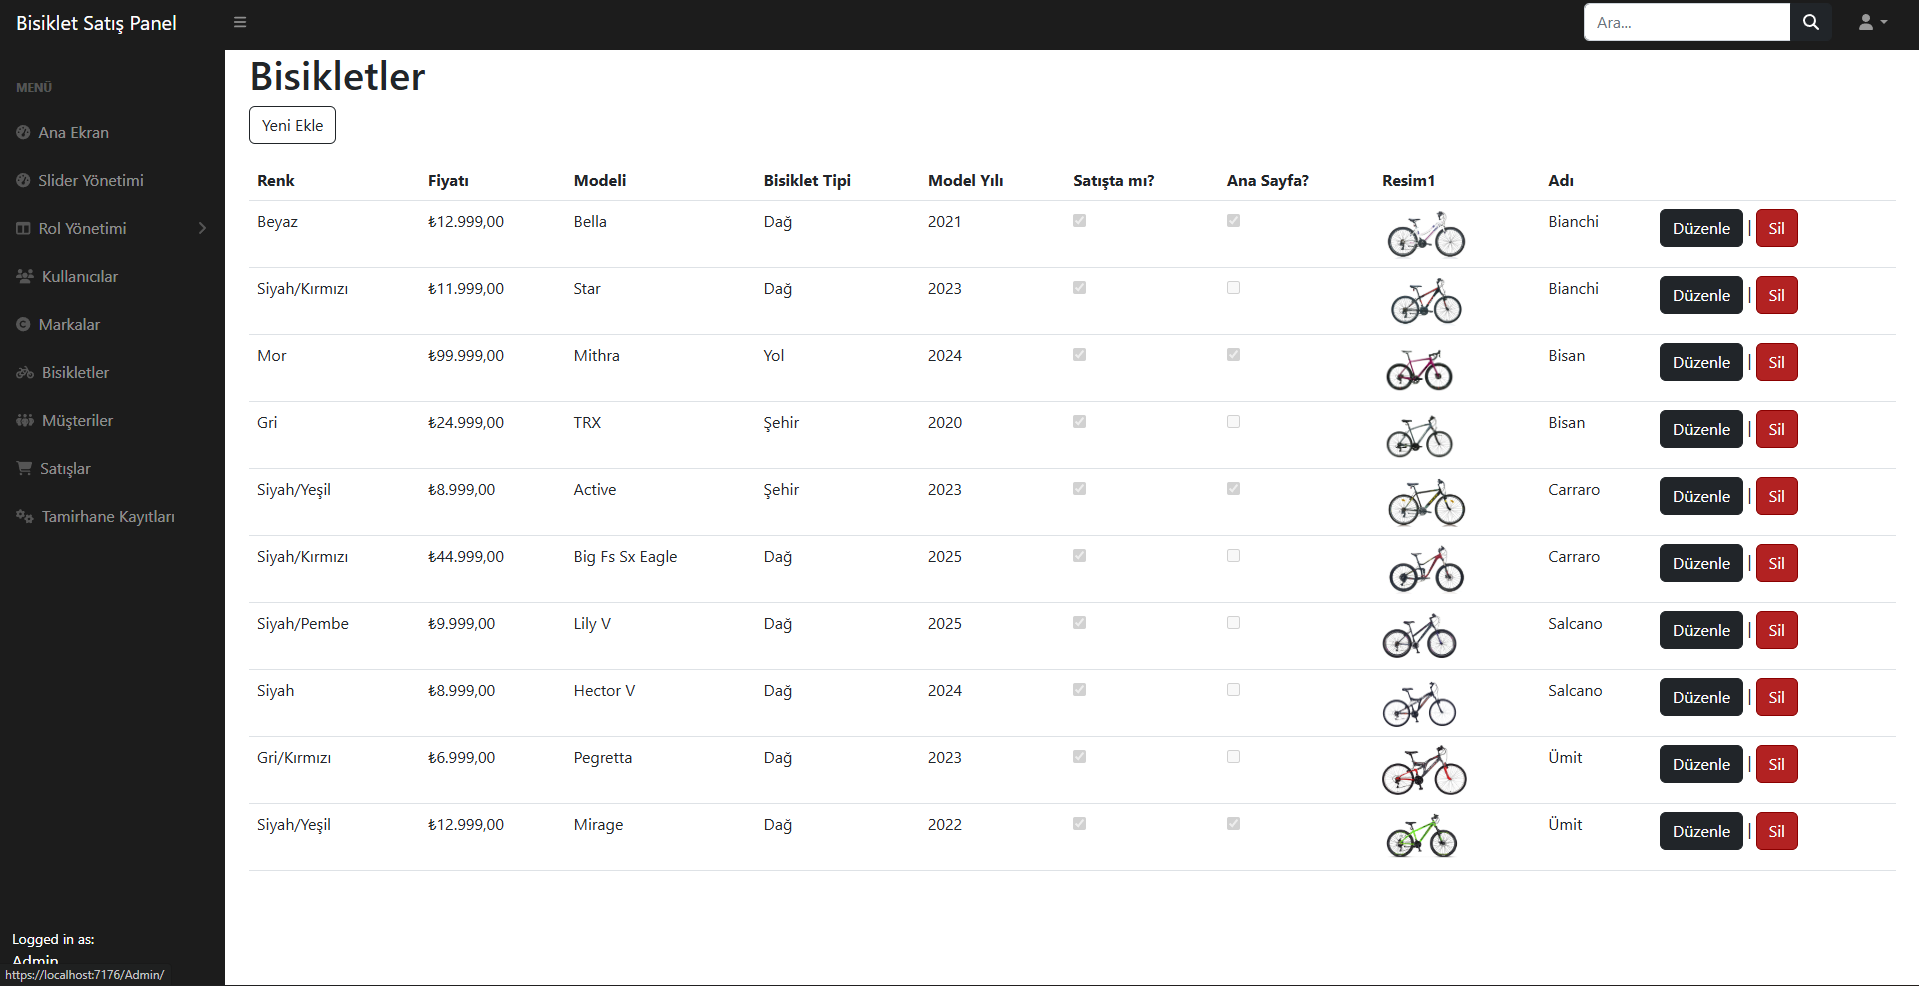 Bisiklet Satış Panel
Ara...
MENÜ
Ana Ekran
Slider Yönetimi
Rol Yönetimi
Kullanıcılar
Markalar
Bisikletler
Müşteriler
Satışlar
Tamirhane Kayıtları
Logged in as:
Admin
https://localhost:7176/Admin/
Bisikletler
Yeni Ekle
Renk Fiyatı Modeli Bisiklet Tipi Model Yılı Satışta mı? Ana Sayfa? Resim1 Adı
Beyaz ₺12.999,00 Bella Dağ 2021 Bianchi Düzenle | Sil
Siyah/Kırmızı ₺11.999,00 Star Dağ 2023 Bianchi Düzenle | Sil
Mor ₺99.999,00 Mithra Yol 2024 Bisan Düzenle | Sil
Gri ₺24.999,00 TRX Şehir 2020 Bisan Düzenle | Sil
Siyah/Yeşil ₺8.999,00 Active Şehir 2023 Carraro Düzenle | Sil
Siyah/Kırmızı ₺44.999,00 Big Fs Sx Eagle Dağ 2025 Carraro Düzenle | Sil
Siyah/Pembe ₺9.999,00 Lily V Dağ 2025 Salcano Düzenle | Sil
Siyah ₺8.999,00 Hector V Dağ 2024 Salcano Düzenle | Sil
Gri/Kırmızı ₺6.999,00 Pegretta Dağ 2023 Ümit Düzenle | Sil
Siyah/Yeşil ₺12.999,00 Mirage Dağ 2022 Ümit Düzenle | Sil